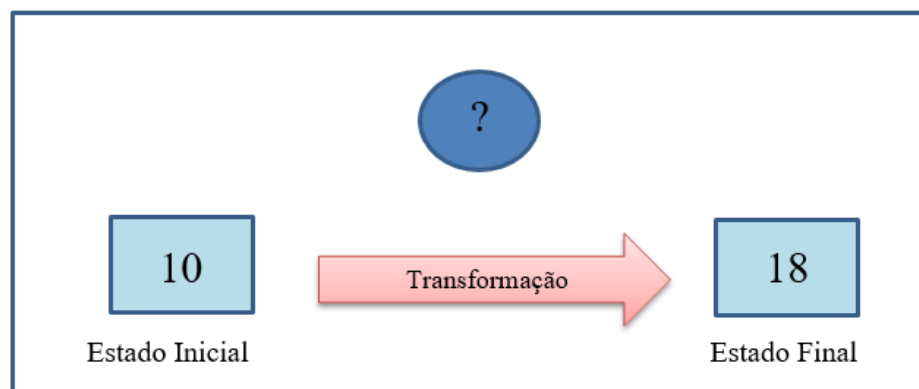 ?
10
Transformação
18
Estado Inicial
Estado Final